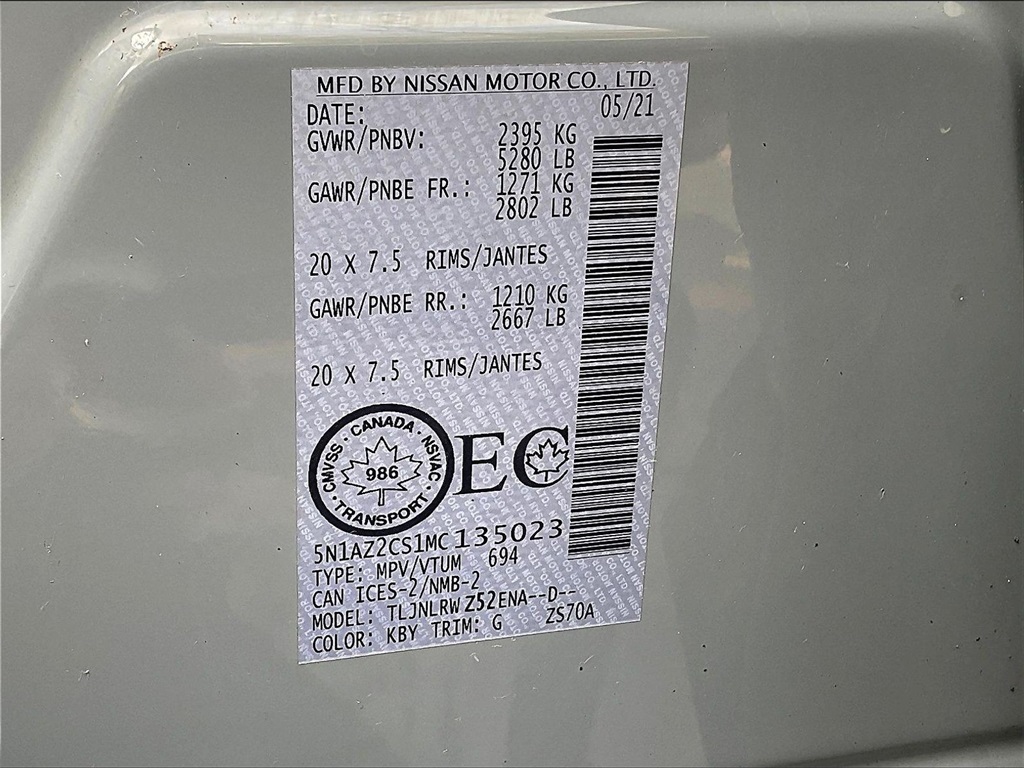 MFD BY NISSAN MOTOR CO., LTD.
DATE: 05/21
GVWR/PNBV: 2395 KG
5280 LB
GAWR/PNBE FR.: 1271 KG
2802 LB
20 X 7.5 RIMS/JANTES
GAWR/PNBE RR.: 1210 KG
2667 LB
20 X 7.5 RIMS/JANTES
CMVSS · CANADA · NSVAC · TRANSPORT ·
986
EC
5N1AZ2CS1MC135023
TYPE: MPV/VTUM 694
CAN ICES-2/NMB-2
MODEL: TLJNLRW Z52ENA--D--
COLOR: KBY TRIM: G ZS70A